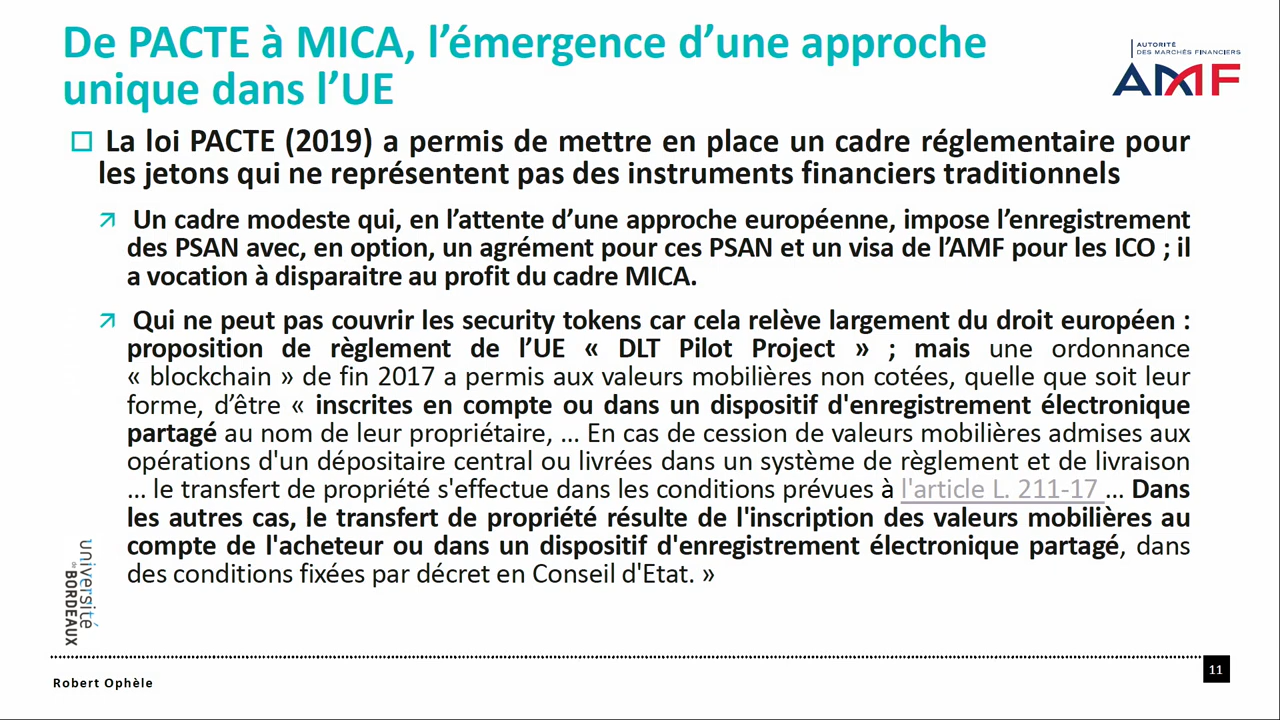 De PACTE à MICA, l’émergence d’une approche
unique dans l’UE
AUTORITÉ
DES MARCHÉS FINANCIERS
AMF
La loi PACTE (2019) a permis de mettre en place un cadre réglementaire pour
les jetons qui ne représentent pas des instruments financiers traditionnels
Un cadre modeste qui, en l’attente d’une approche européenne, impose l’enregistrement
des PSAN avec, en option, un agrément pour ces PSAN et un visa de l’AMF pour les ICO ; il
a vocation à disparaitre au profit du cadre MICA.
Qui ne peut pas couvrir les security tokens car cela relève largement du droit européen :
proposition de règlement de l’UE « DLT Pilot Project » ; mais une ordonnance
« blockchain » de fin 2017 a permis aux valeurs mobilières non cotées, quelle que soit leur
forme, d’être « inscrites en compte ou dans un dispositif d'enregistrement électronique
partagé au nom de leur propriétaire, … En cas de cession de valeurs mobilières admises aux
opérations d'un dépositaire central ou livrées dans un système de règlement et de livraison
… le transfert de propriété s'effectue dans les conditions prévues à l'article L. 211-17 … Dans
les autres cas, le transfert de propriété résulte de l'inscription des valeurs mobilières au
compte de l'acheteur ou dans un dispositif d'enregistrement électronique partagé, dans
des conditions fixées par décret en Conseil d'Etat. »
université
de BORDEAUX
Robert Ophèle
11